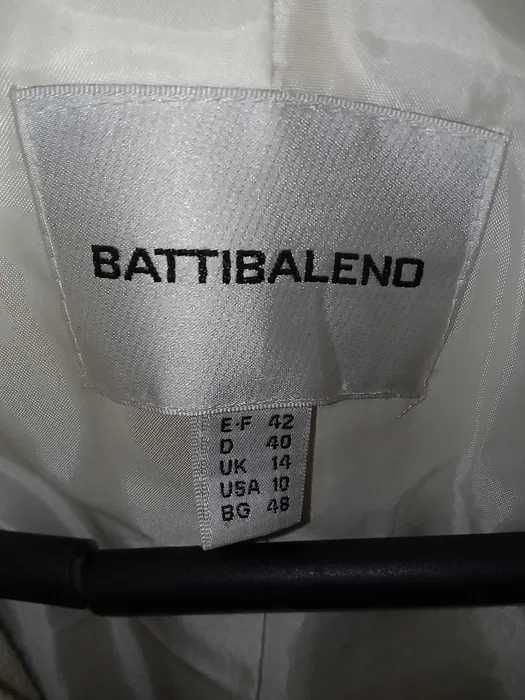 BATTIBALENO
E·F 42
D 40
UK 14
USA 10
BG 48